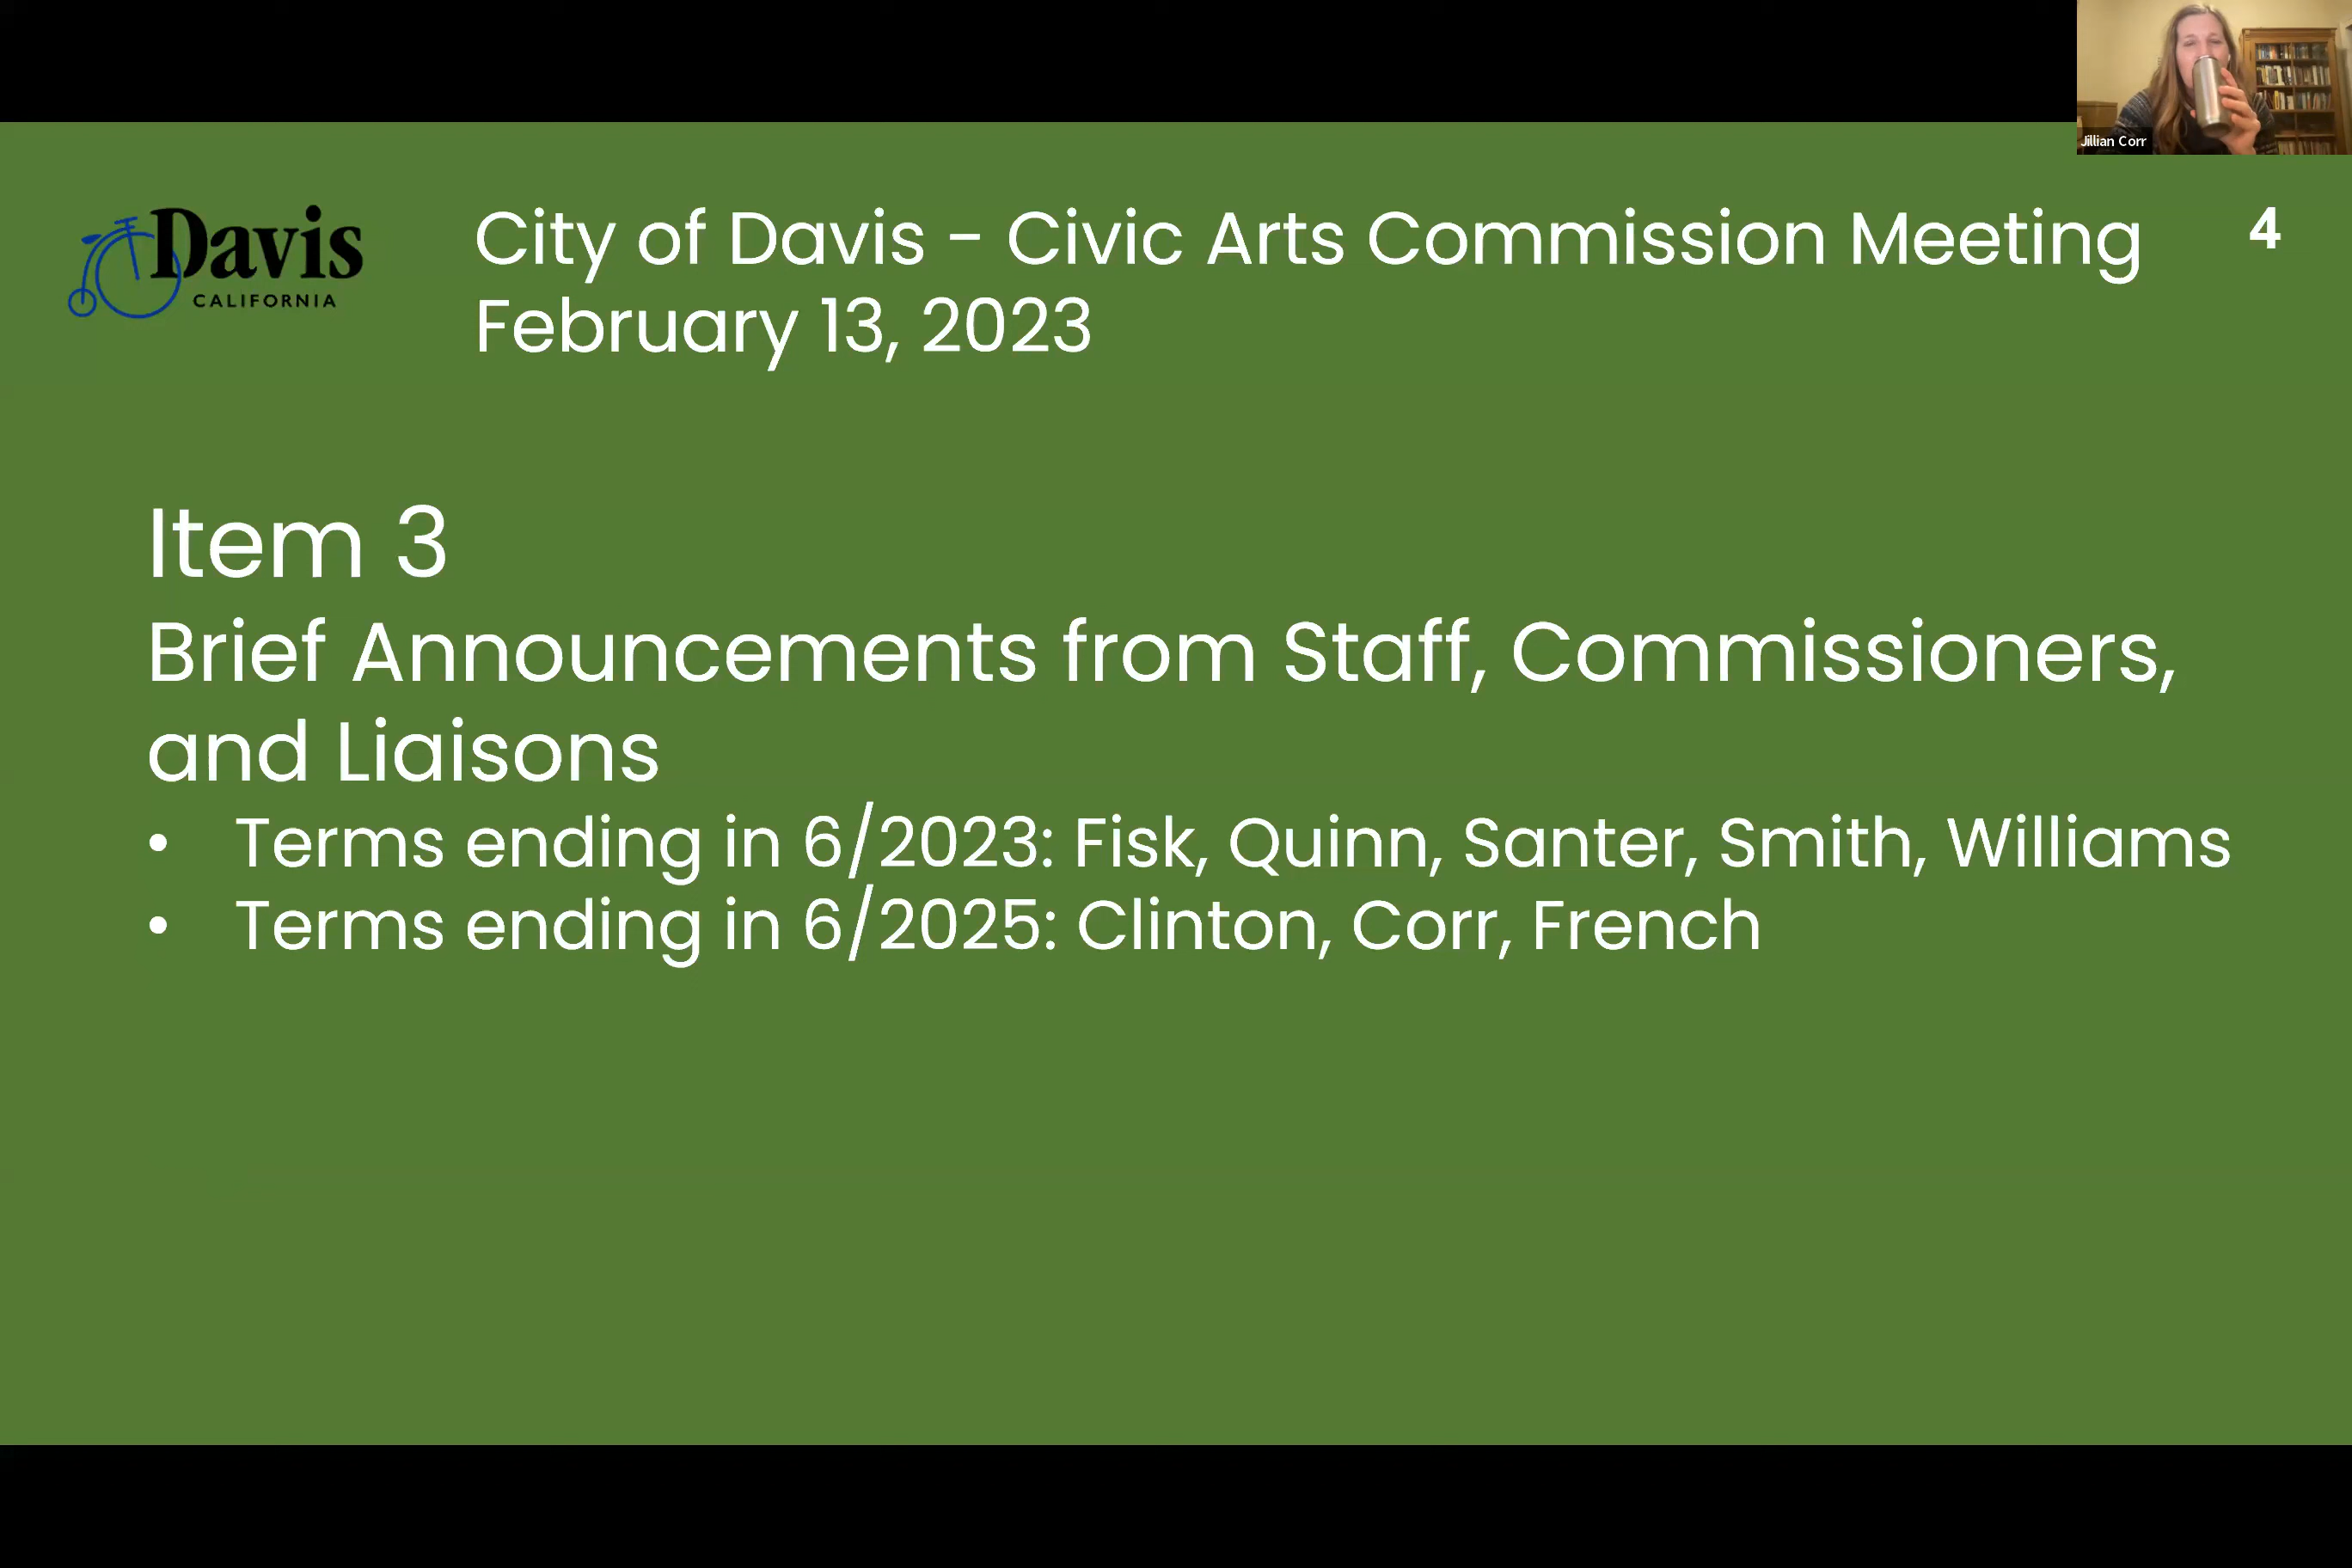 Jillian Corr
Davis
CALIFORNIA
City of Davis - Civic Arts Commission Meeting
February 13, 2023
4
Item 3
Brief Announcements from Staff, Commissioners,
and Liaisons
• Terms ending in 6/2023: Fisk, Quinn, Santer, Smith, Williams
• Terms ending in 6/2025: Clinton, Corr, French